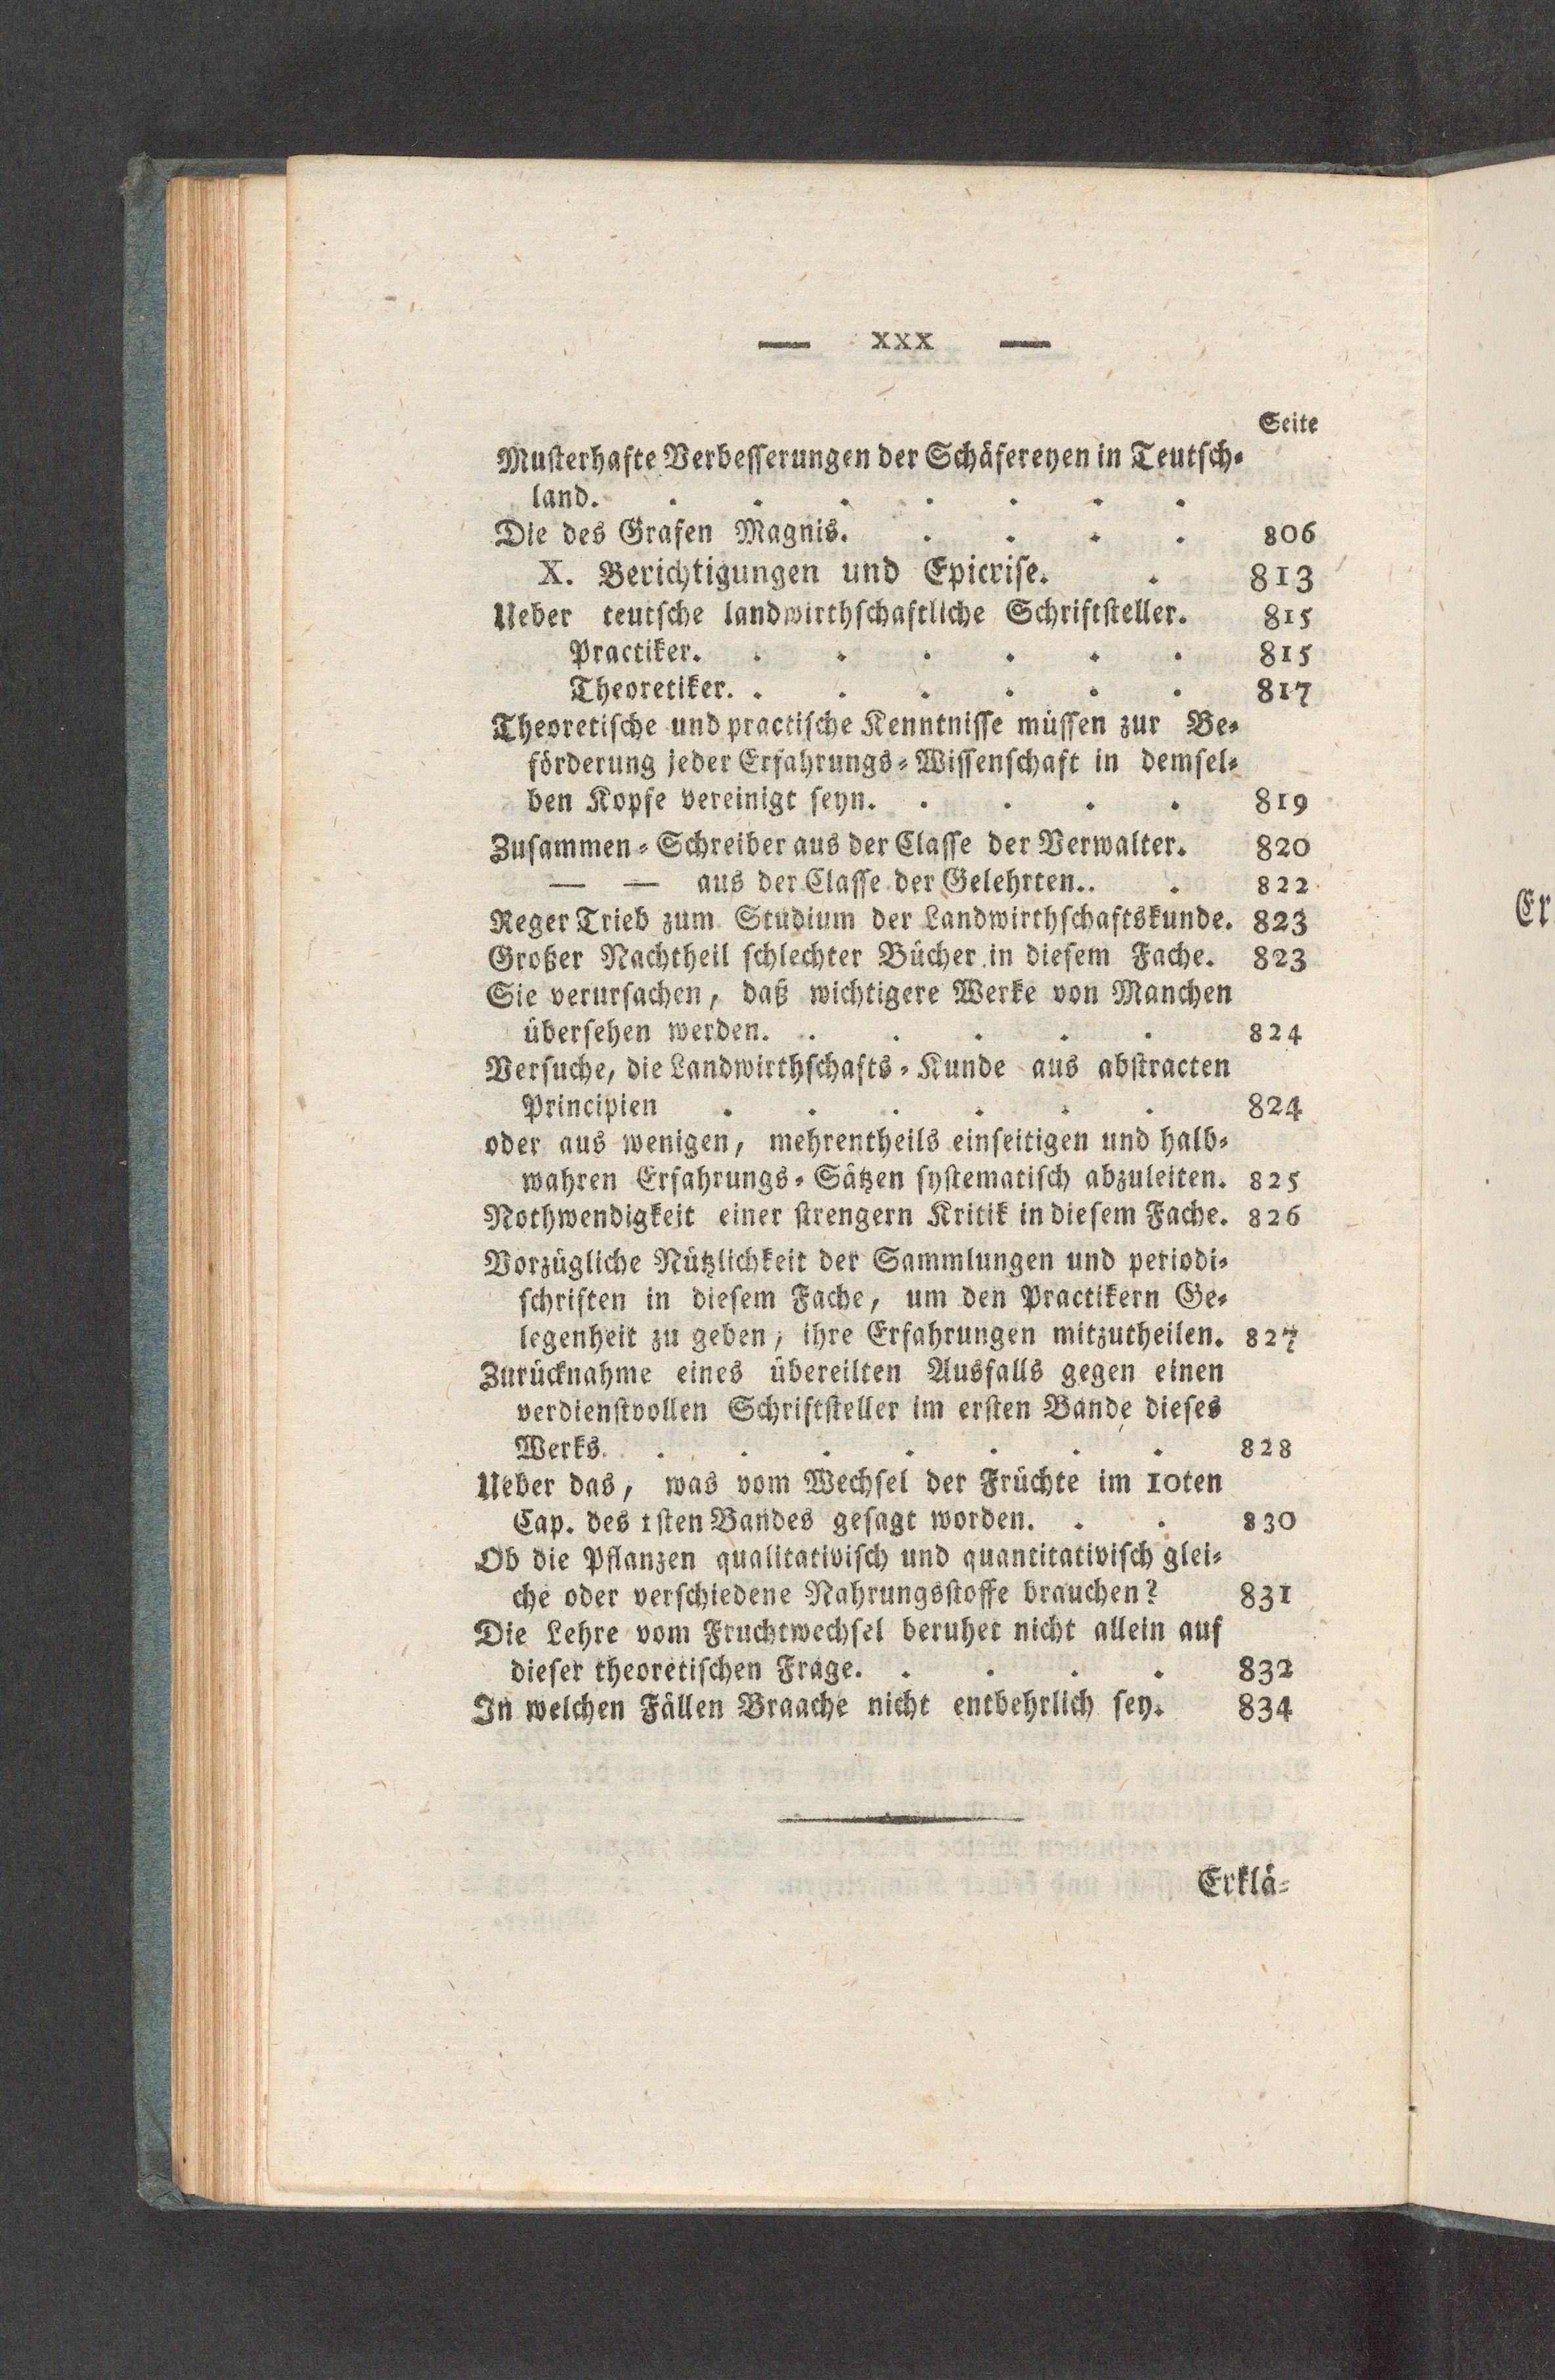 — xxx —
Seite
Musterhafte Verbesserungen der Schäfereyen in Teutsch-
land. . . . . . . .
Die des Grafen Magnis. . . . . 806
X. Berichtigungen und Epicrise. . 813
Ueber teutsche landwirthschaftliche Schriftsteller. 815
Practiker. . . . . . . 815
Theoretiker. . . . . . . 817
Theoretische und practische Kenntnisse müssen zur Be-
förderung jeder Erfahrungs-Wissenschaft in demsel-
ben Kopfe vereinigt seyn. . . . . 819
Zusammen-Schreiber aus der Classe der Verwalter. 820
— — aus der Classe der Gelehrten.. . 822
Reger Trieb zum Studium der Landwirthschaftskunde. 823
Großer Nachtheil schlechter Bücher in diesem Fache. 823
Sie verursachen, daß wichtigere Werke von Manchen
übersehen werden. . . . . . 824
Versuche, die Landwirthschafts-Kunde aus abstracten
Principien . . . . . . 824
oder aus wenigen, mehrentheils einseitigen und halb-
wahren Erfahrungs-Sätzen systematisch abzuleiten. 825
Nothwendigkeit einer strengern Kritik in diesem Fache. 826
Vorzügliche Nützlichkeit der Sammlungen und periodi-
schriften in diesem Fache, um den Practikern Ge-
legenheit zu geben, ihre Erfahrungen mitzutheilen. 827
Zurücknahme eines übereilten Ausfalls gegen einen
verdienstvollen Schriftsteller im ersten Bande dieses
Werks. . . . . . . . 828
Ueber das, was vom Wechsel der Früchte im 10ten
Cap. des 1sten Bandes gesagt worden. . . 830
Ob die Pflanzen qualitativisch und quantitativisch glei-
che oder verschiedene Nahrungsstoffe brauchen? 831
Die Lehre vom Fruchtwechsel beruhet nicht allein auf
dieser theoretischen Frage. . . . . 832
In welchen Fällen Braache nicht entbehrlich sey. 834
Erklä-
Er